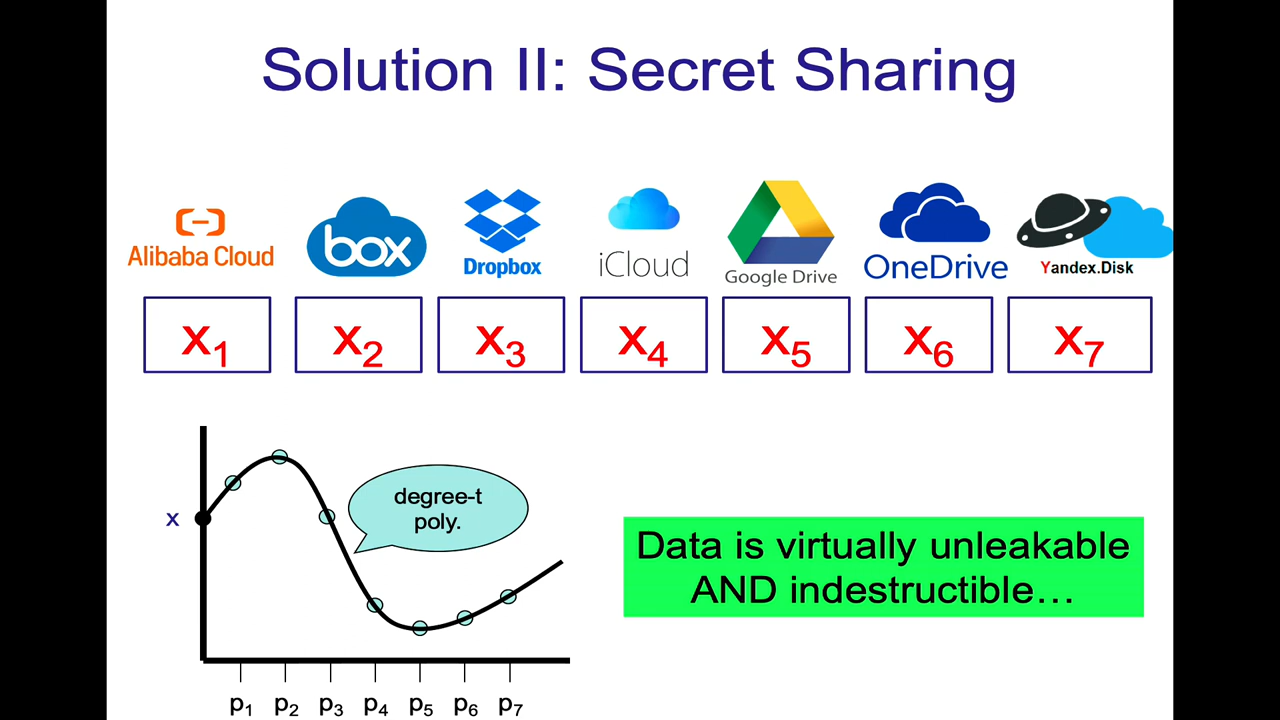 Solution II: Secret Sharing
Alibaba Cloud
box
Dropbox
iCloud
Google Drive
OneDrive
Yandex.Disk
x1
x2
x3
x4
x5
x6
x7
x
degree-t
poly.
Data is virtually unleakable
AND indestructible…
p1 p2 p3 p4 p5 p6 p7